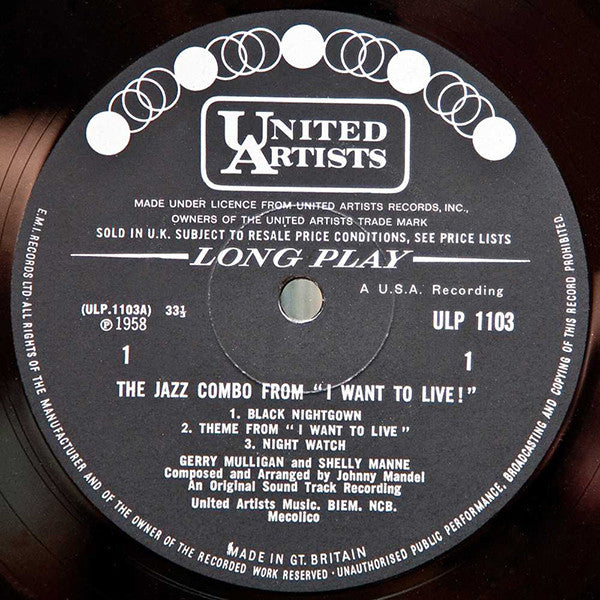 UNITED
ARTISTS
MADE UNDER LICENCE FROM UNITED ARTISTS RECORDS, INC.,
OWNERS OF THE UNITED ARTISTS TRADE MARK
SOLD IN U.K. SUBJECT TO RESALE PRICE CONDITIONS, SEE PRICE LISTS
LONG PLAY
A U.S.A. Recording
(ULP.1103A) 33⅓
℗ 1958
ULP 1103
1 1
THE JAZZ COMBO FROM "I WANT TO LIVE!"
1. BLACK NIGHTGOWN
2. THEME FROM "I WANT TO LIVE"
3. NIGHT WATCH
GERRY MULLIGAN and SHELLY MANNE
Composed and Arranged by Johnny Mandel
An Original Sound Track Recording
United Artists Music. BIEM. NCB.
Mecolico
MADE IN GT. BRITAIN
E.M.I. RECORDS LTD·ALL RIGHTS OF THE MANUFACTURER AND OF THE OWNER OF THE RECORDED WORK RESERVED·UNAUTHORISED PUBLIC PERFORMANCE, BROADCASTING AND COPYING OF THIS RECORD PROHIBITED.